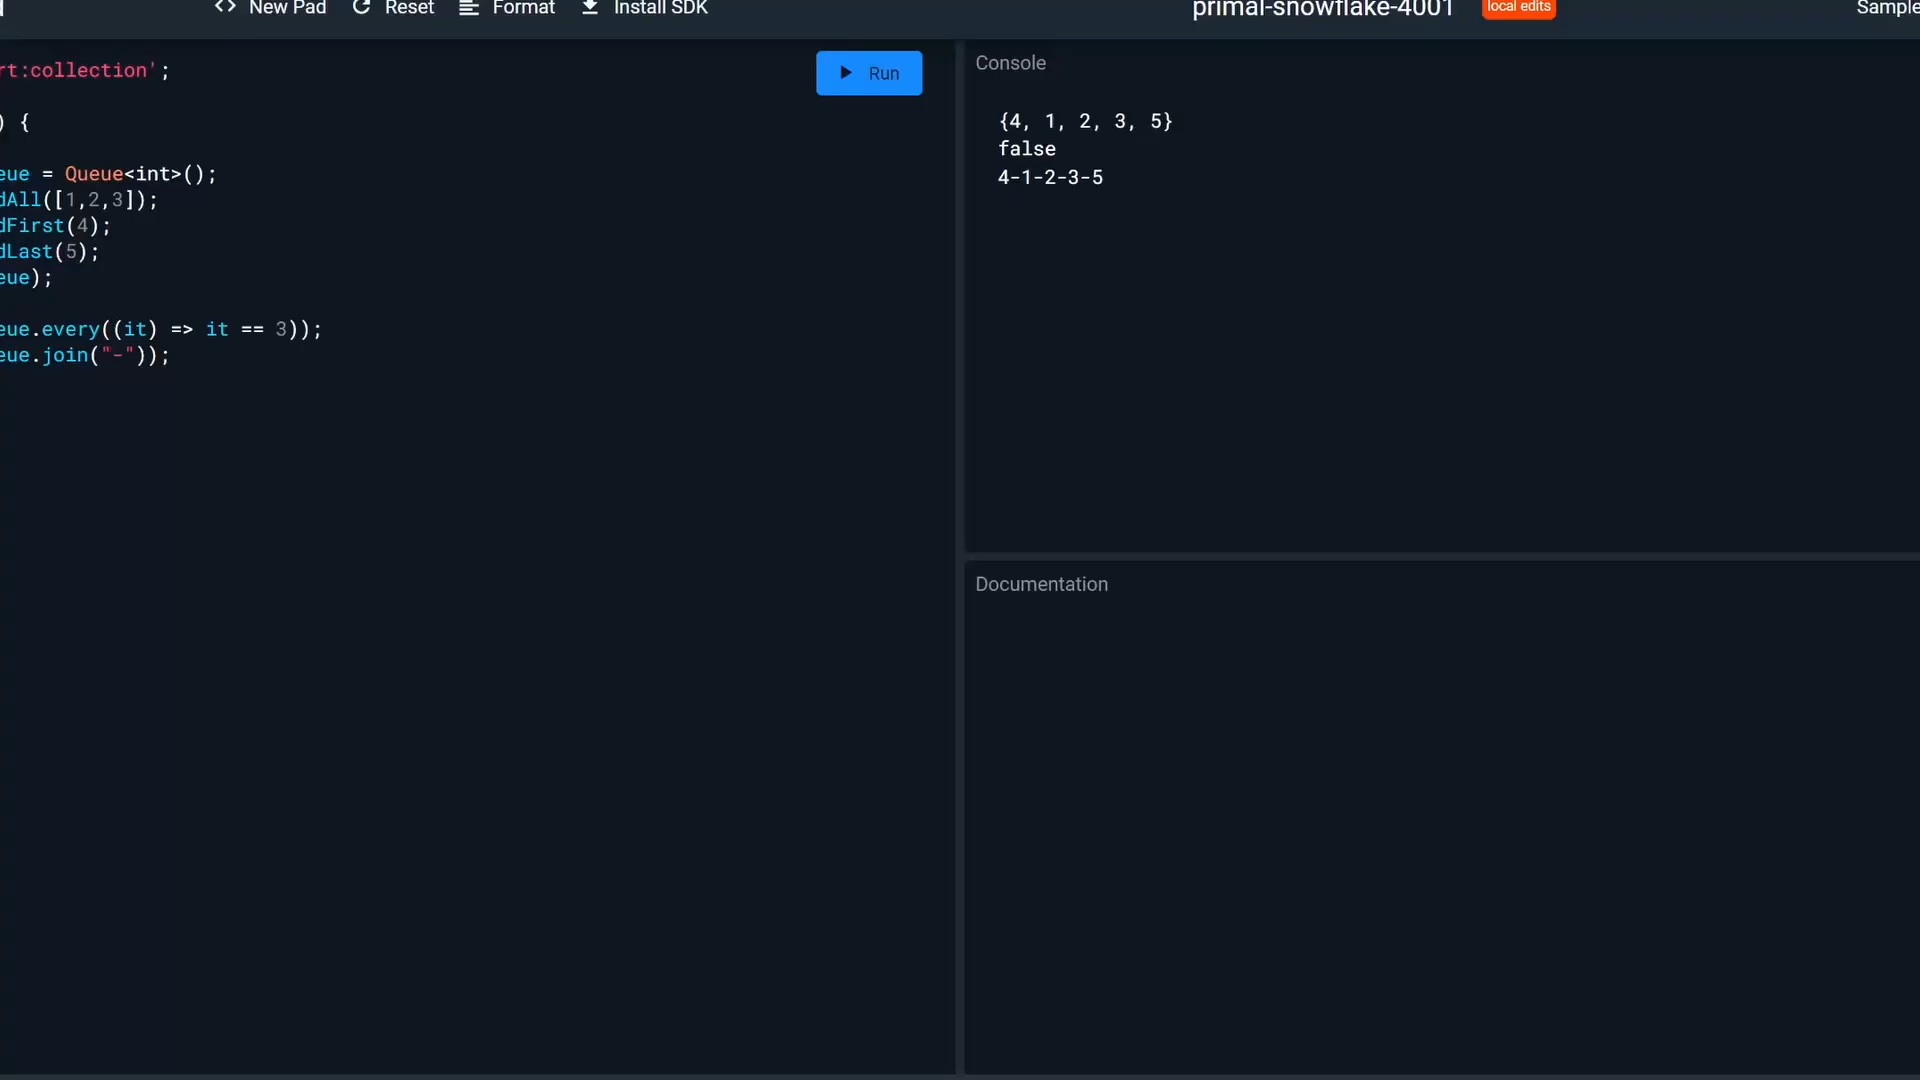 New Pad Reset Format Install SDK primal-snowflake-4001 local edits Sample
rt:collection';
) {
eue = Queue<int>();
dAll([1,2,3]);
dFirst(4);
dLast(5);
eue);
eue.every((it) => it == 3));
eue.join("-"));
Run
Console
{4, 1, 2, 3, 5}
false
4-1-2-3-5
Documentation